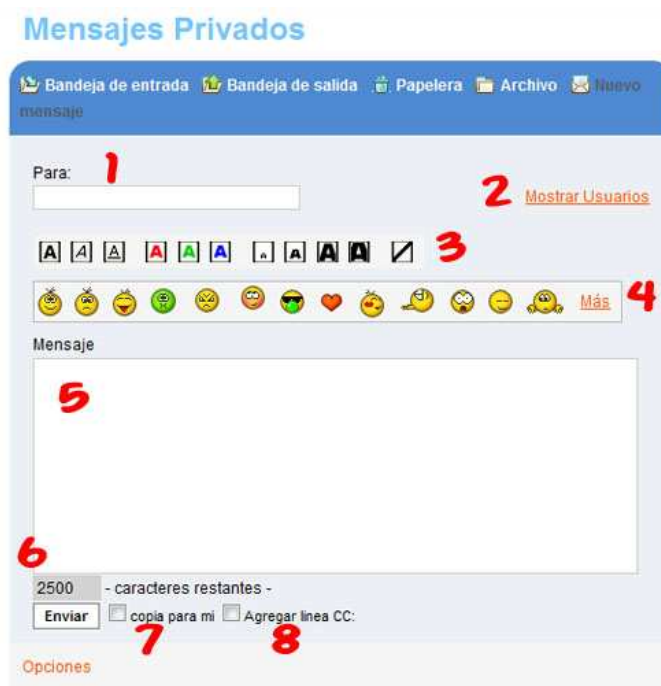 Mensajes Privados
Bandeja de entrada Bandeja de salida Papelera Archivo Nuevo
mensaje
1
Para:
2 Mostrar Usuarios
A A A A A A A A A A 3
Más 4
Mensaje
5
6
2500 - caracteres restantes -
Enviar copia para mi Agregar linea CC:
7 8
Opciones